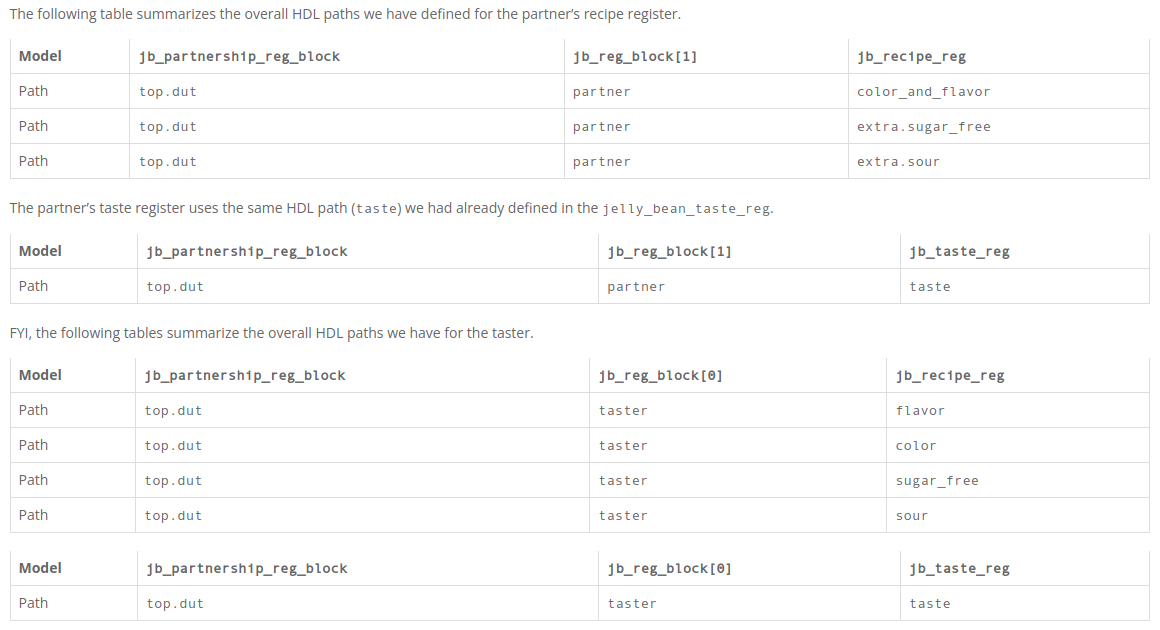 The following table summarizes the overall HDL paths we have defined for the partner’s recipe register.
Model jb_partnership_reg_block jb_reg_block[1] jb_recipe_reg
Path top.dut partner color_and_flavor
Path top.dut partner extra.sugar_free
Path top.dut partner extra.sour
The partner’s taste register uses the same HDL path (taste) we had already defined in the jelly_bean_taste_reg.
Model jb_partnership_reg_block jb_reg_block[1] jb_taste_reg
Path top.dut partner taste
FYI, the following tables summarize the overall HDL paths we have for the taster.
Model jb_partnership_reg_block jb_reg_block[0] jb_recipe_reg
Path top.dut taster flavor
Path top.dut taster color
Path top.dut taster sugar_free
Path top.dut taster sour
Model jb_partnership_reg_block jb_reg_block[0] jb_taste_reg
Path top.dut taster taste